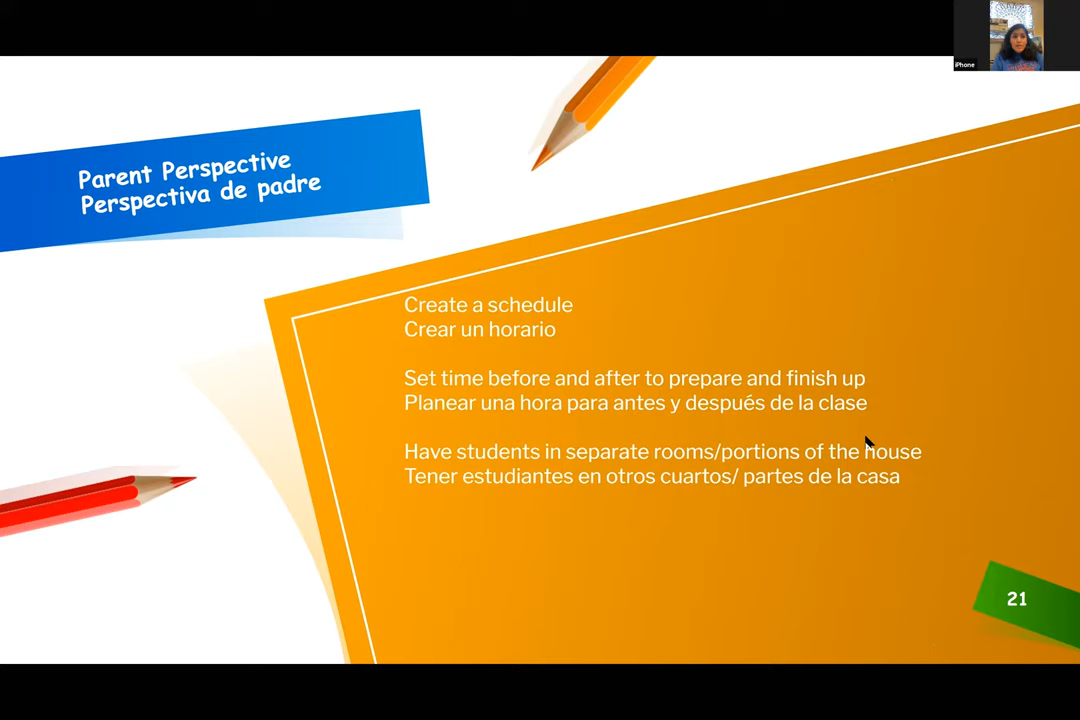 iPhone
Parent Perspective
Perspectiva de padre
Create a schedule
Crear un horario
Set time before and after to prepare and finish up
Planear una hora para antes y después de la clase
Have students in separate rooms/portions of the house
Tener estudiantes en otros cuartos/ partes de la casa
21